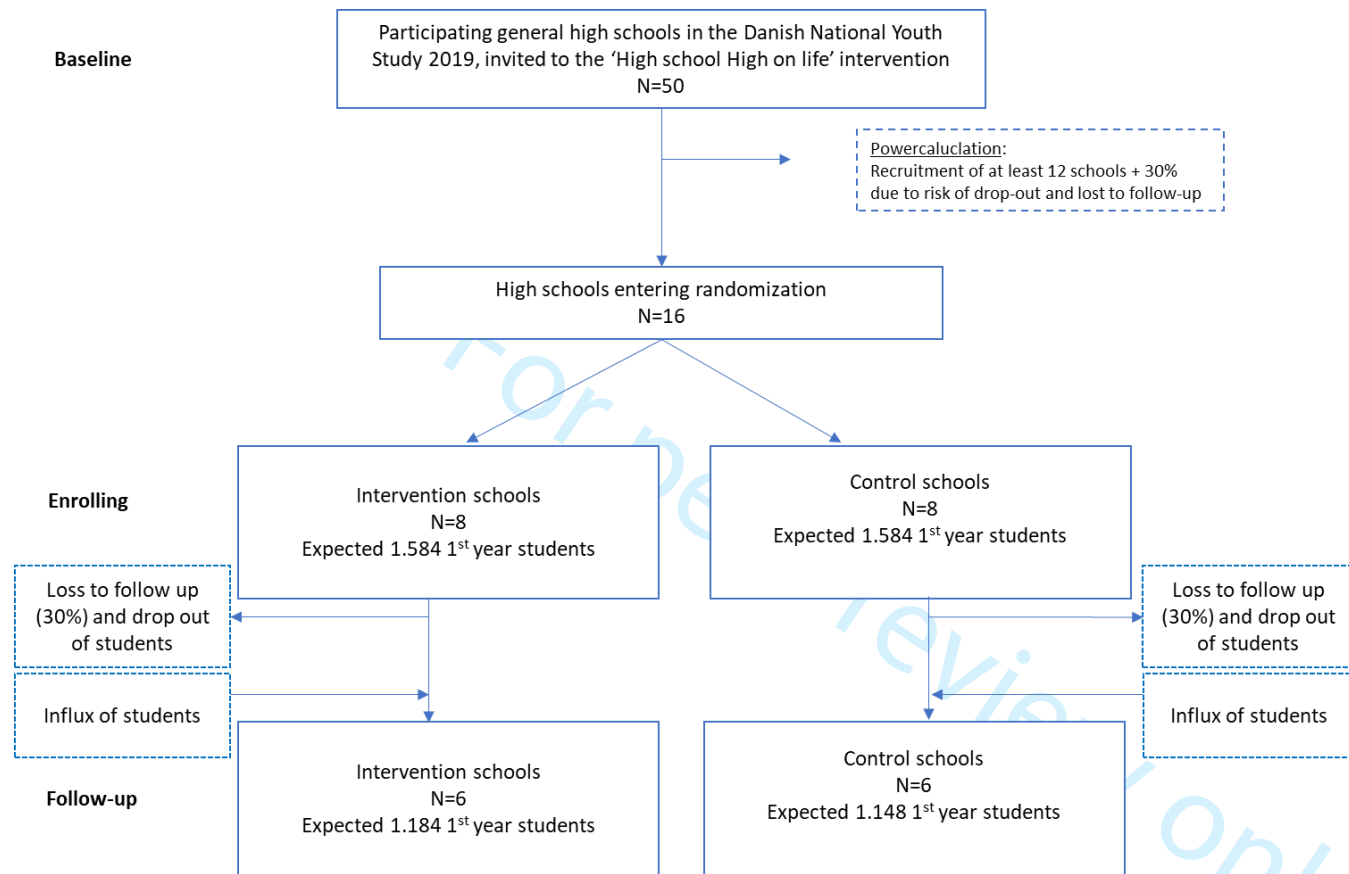 Baseline
Participating general high schools in the Danish National Youth
Study 2019, invited to the ‘High school High on life’ intervention
N=50
Powercaluclation:
Recruitment of at least 12 schools + 30%
due to risk of drop-out and lost to follow-up
High schools entering randomization
N=16
Enrolling
Intervention schools
N=8
Expected 1.584 1st year students
Control schools
N=8
Expected 1.584 1st year students
Loss to follow up
(30%) and drop out
of students
Loss to follow up
(30%) and drop out
of students
Influx of students
Influx of students
Follow-up
Intervention schools
N=6
Expected 1.184 1st year students
Control schools
N=6
Expected 1.148 1st year students
For peer review only